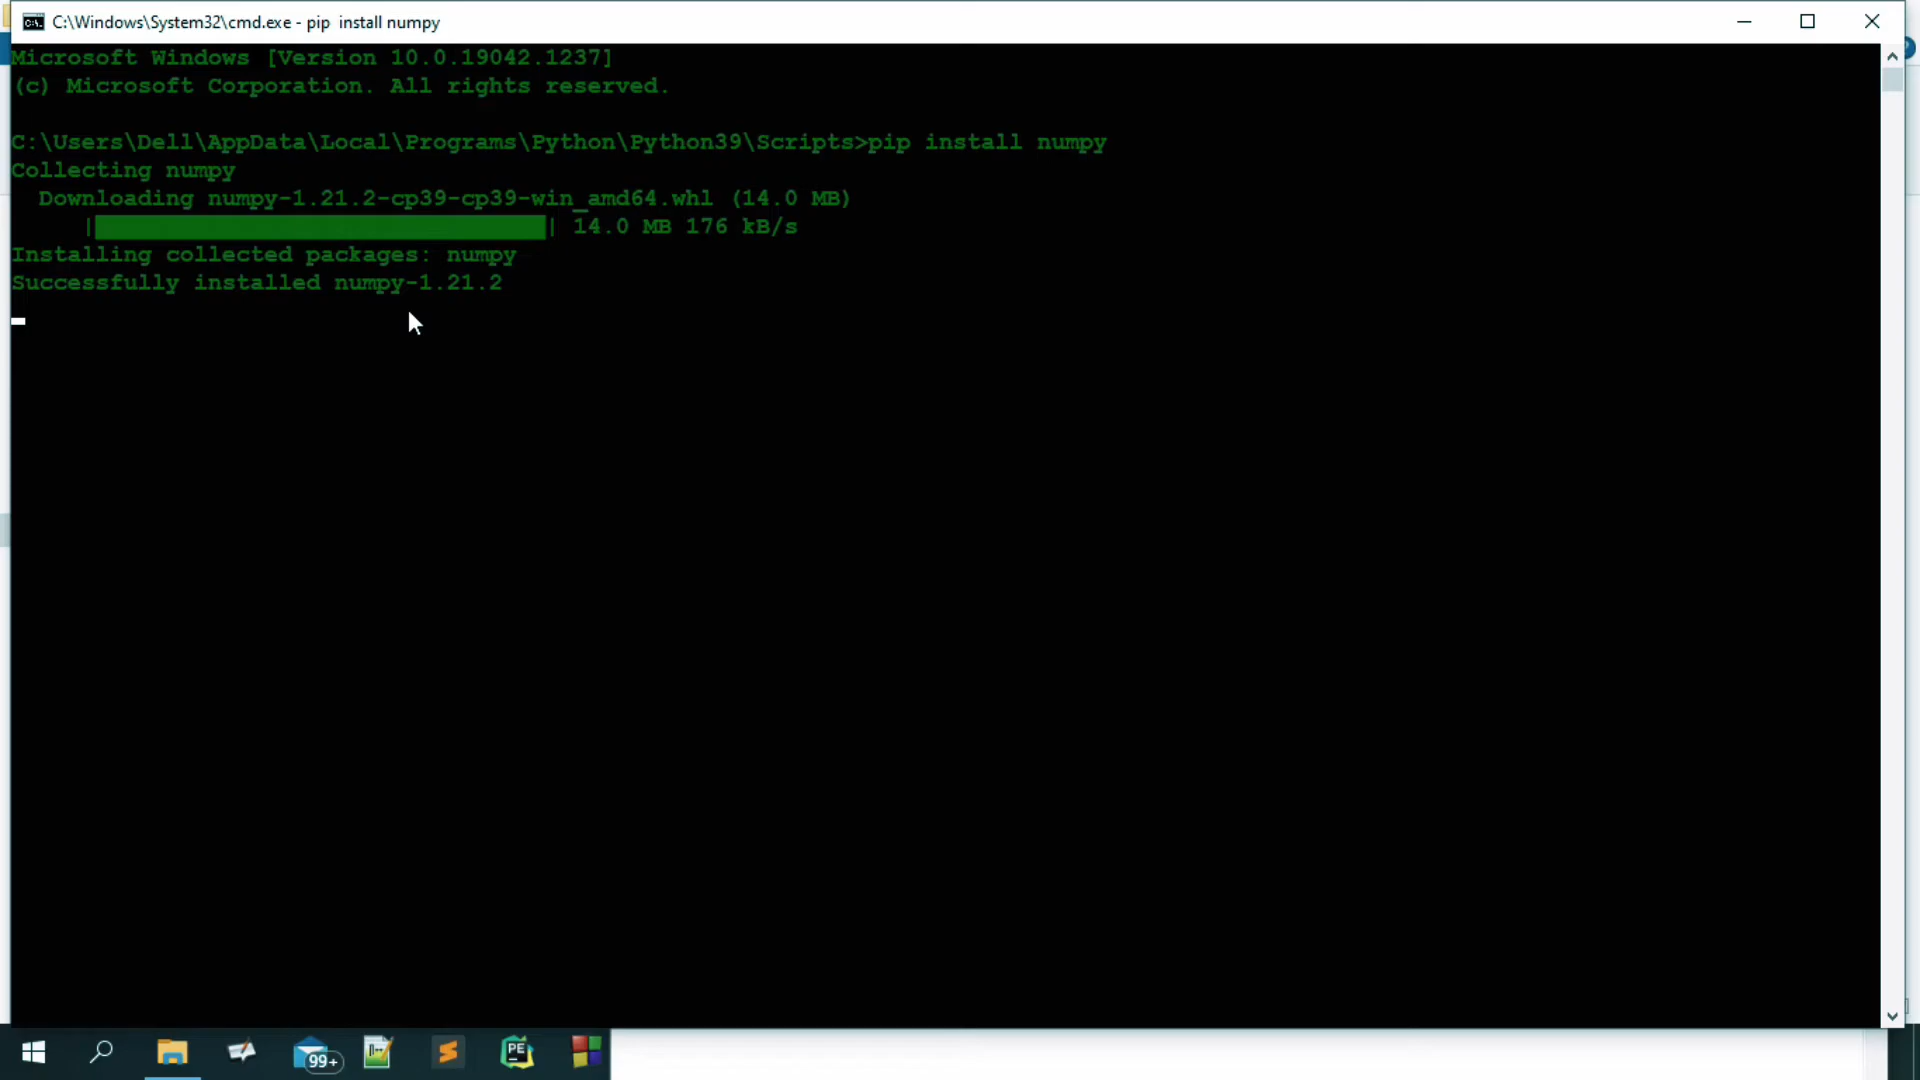 C:\Windows\System32\cmd.exe - pip  install numpy
Microsoft Windows [Version 10.0.19042.1237]
(c) Microsoft Corporation. All rights reserved.
C:\Users\Dell\AppData\Local\Programs\Python\Python39\Scripts>pip install numpy
Collecting numpy
Downloading numpy-1.21.2-cp39-cp39-win_amd64.whl (14.0 MB)
|████████████████████████████████| 14.0 MB 176 kB/s
Installing collected packages: numpy
Successfully installed numpy-1.21.2
99+
PE